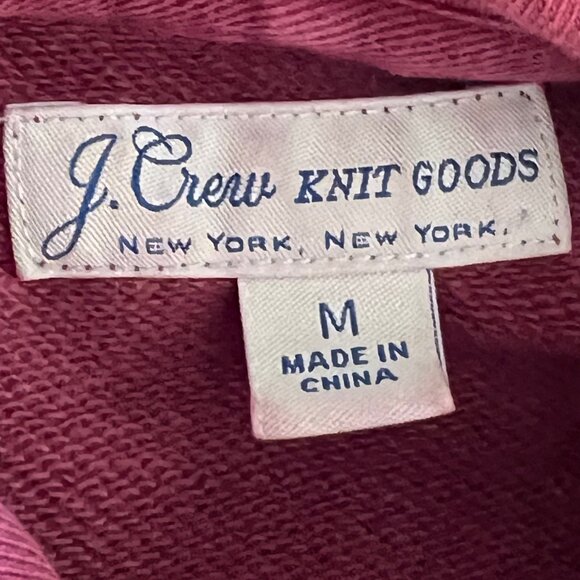 J. Crew KNIT GOODS
NEW YORK, NEW YORK.
M
MADE IN
CHINA